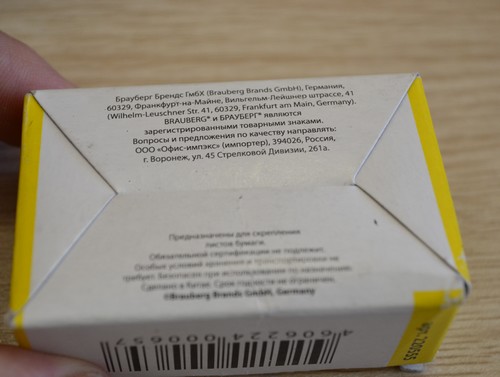 Брауберг Брендс ГмбХ (Brauberg Brands GmbH), Германия,
60329, Франкфурт-на-Майне, Вильгельм-Лейшнер штрассе, 41
(Wilhelm-Leuschner Str. 41, 60329, Frankfurt am Main, Germany).
BRAUBERG® и БРАУБЕРГ® являются
зарегистрированными товарными знаками.
Вопросы и предложения по качеству направлять:
ООО «Офис-импэкс» (импортер), 394026, Россия,
г. Воронеж, ул. 45 Стрелковой Дивизии, 261а.
Предназначены для скрепления
листов бумаги.
Обязательной сертификации не подлежит.
Особых условий хранения и транспортировки не
требует. Безопасен при использовании по назначению.
Сделано в Китае. Срок годности не ограничен.
©Brauberg Brands GmbH, Germany
4606224000657
арт. 220555